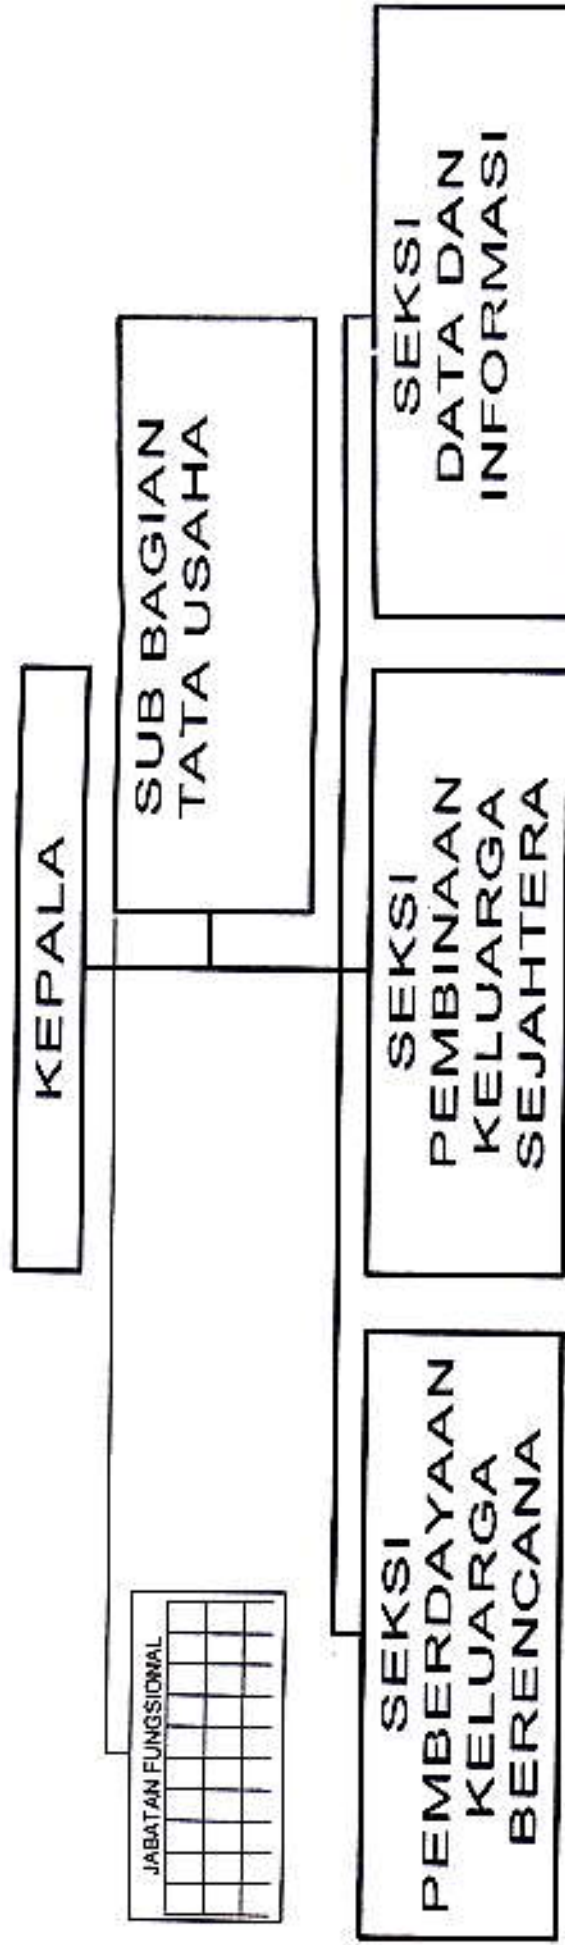 KEPALA
SUB BAGIAN
TATA USAHA
JABATAN FUNGSIONAL
SEKSI
PEMBERDAYAAN
KELUARGA
BERENCANA
SEKSI
PEMBINAAN
KELUARGA
SEJAHTERA
SEKSI
DATA DAN
INFORMASI